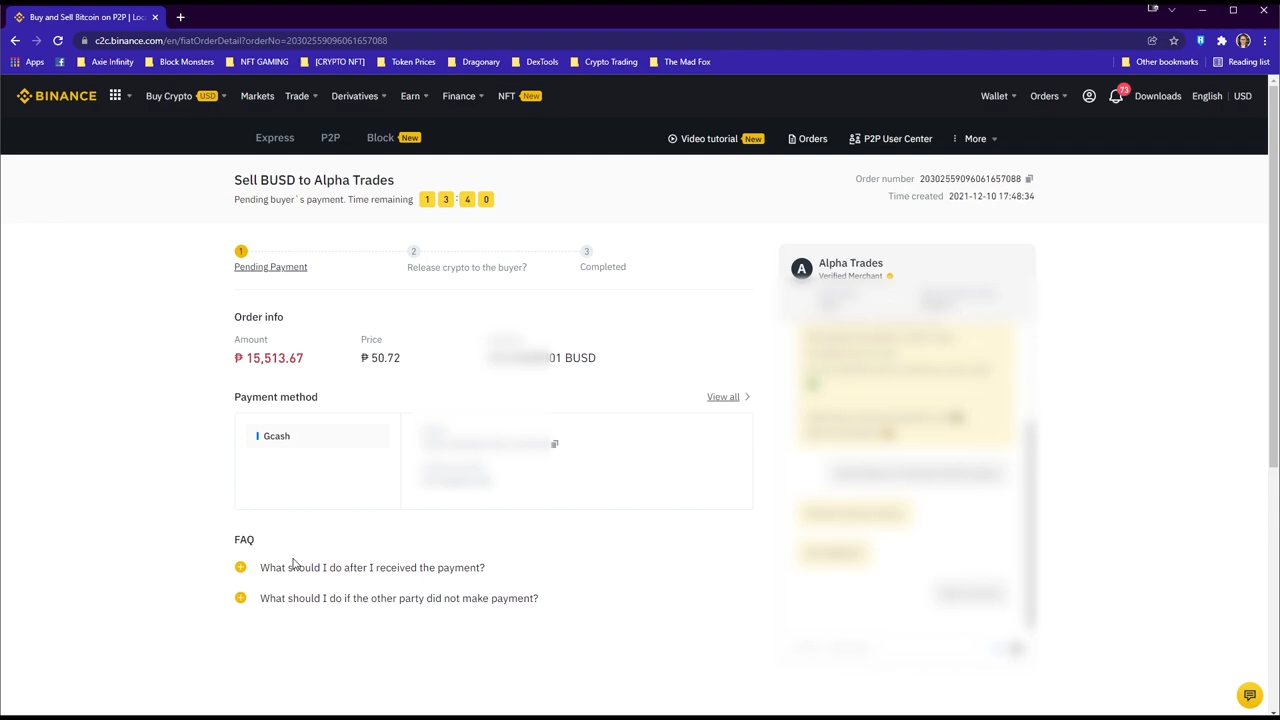 Buy and Sell Bitcoin on P2P | Loc
c2c.binance.com/en/fiatOrderDetail?orderNo=20302559096061657088
Apps Axie Infinity Block Monsters NFT GAMING [CRYPTO NFT] Token Prices Dragonary DexTools Crypto Trading The Mad Fox Other bookmarks Reading list
BINANCE Buy Crypto USD Markets Trade Derivatives Earn Finance NFT New Wallet Orders 73 Downloads English USD
Express P2P Block New Video tutorial New Orders P2P User Center More
Sell BUSD to Alpha Trades
Pending buyer`s payment. Time remaining 1 3 : 4 0
Order number 20302559096061657088
Time created 2021-12-10 17:48:34
1 2 3
Pending Payment Release crypto to the buyer? Completed
A Alpha Trades
Verified Merchant
Order info
Amount Price
₱ 15,513.67 ₱ 50.72 01 BUSD
Payment method View all
Gcash
FAQ
What should I do after I received the payment?
What should I do if the other party did not make payment?